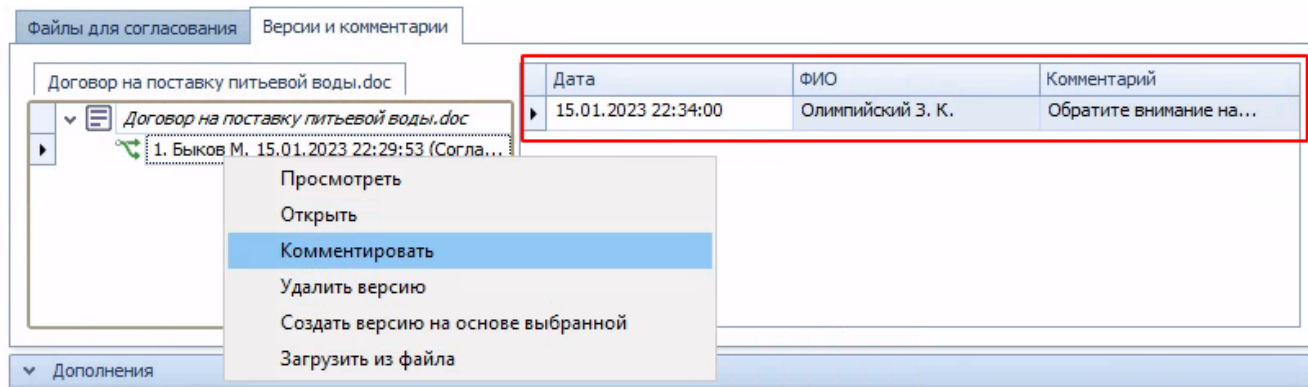 Файлы для согласования Версии и комментарии
Договор на поставку питьевой воды.doc
Дата ФИО Комментарий
Договор на поставку питьевой воды.doc
15.01.2023 22:34:00 Олимпийский З. К. Обратите внимание на...
1. Быков М. 15.01.2023 22:29:53 (Согла...
Просмотреть
Открыть
Комментировать
Удалить версию
Создать версию на основе выбранной
Загрузить из файла
Дополнения